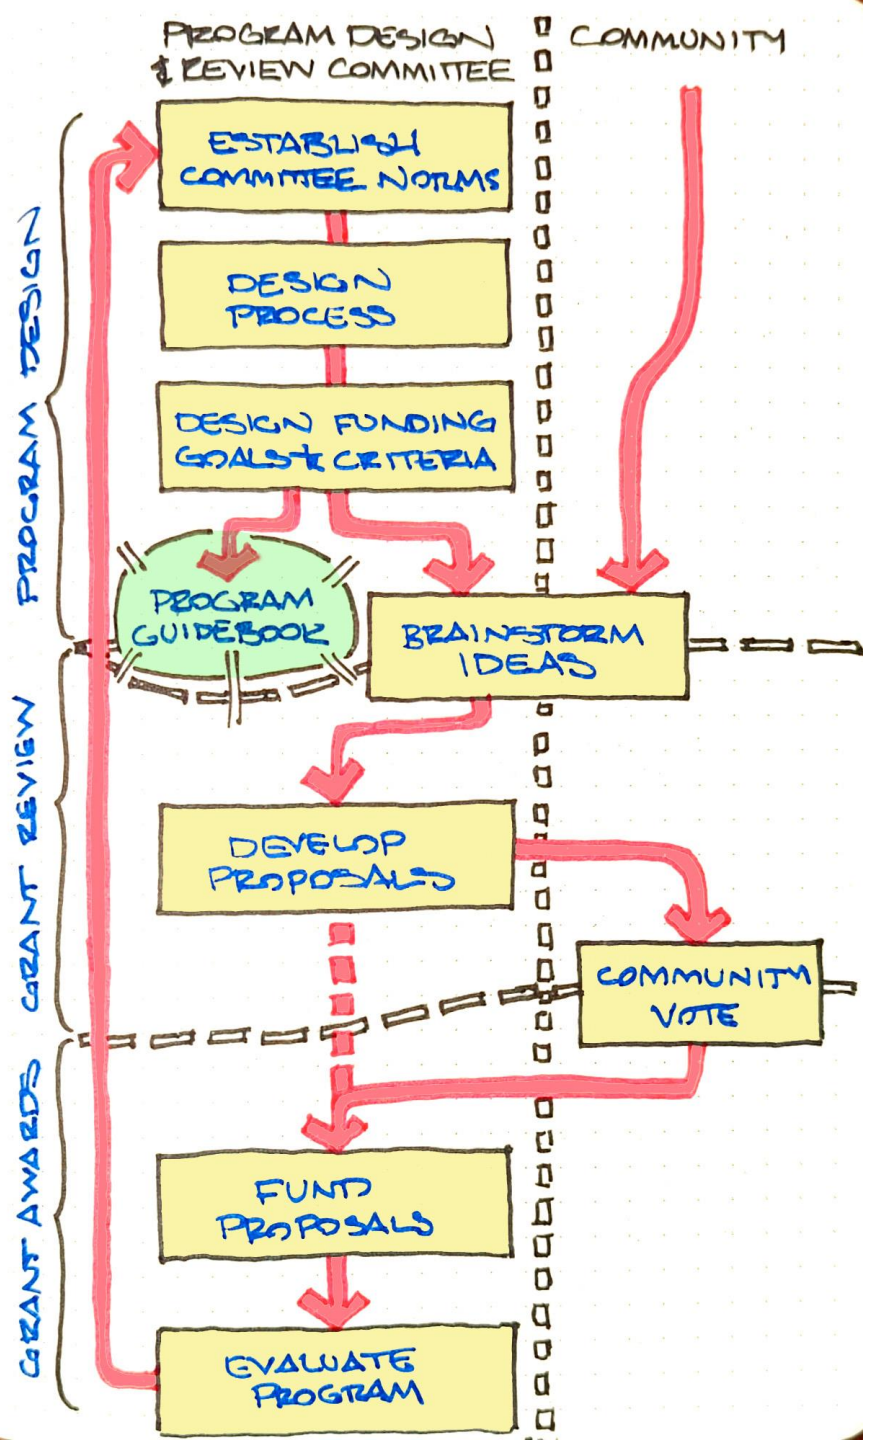 PROGRAM DESIGN
& REVIEW COMMITTEE
COMMUNITY
PROGRAM DESIGN
ESTABLISH
COMMITTEE NORMS
DESIGN
PROCESS
DESIGN FUNDING
GOALS & CRITERIA
PROGRAM
GUIDEBOOK
BRAINSTORM
IDEAS
GRANT REVIEW
DEVELOP
PROPOSALS
COMMUNITY
VOTE
GRANT AWARDS
FUND
PROPOSALS
EVALUATE
PROGRAM